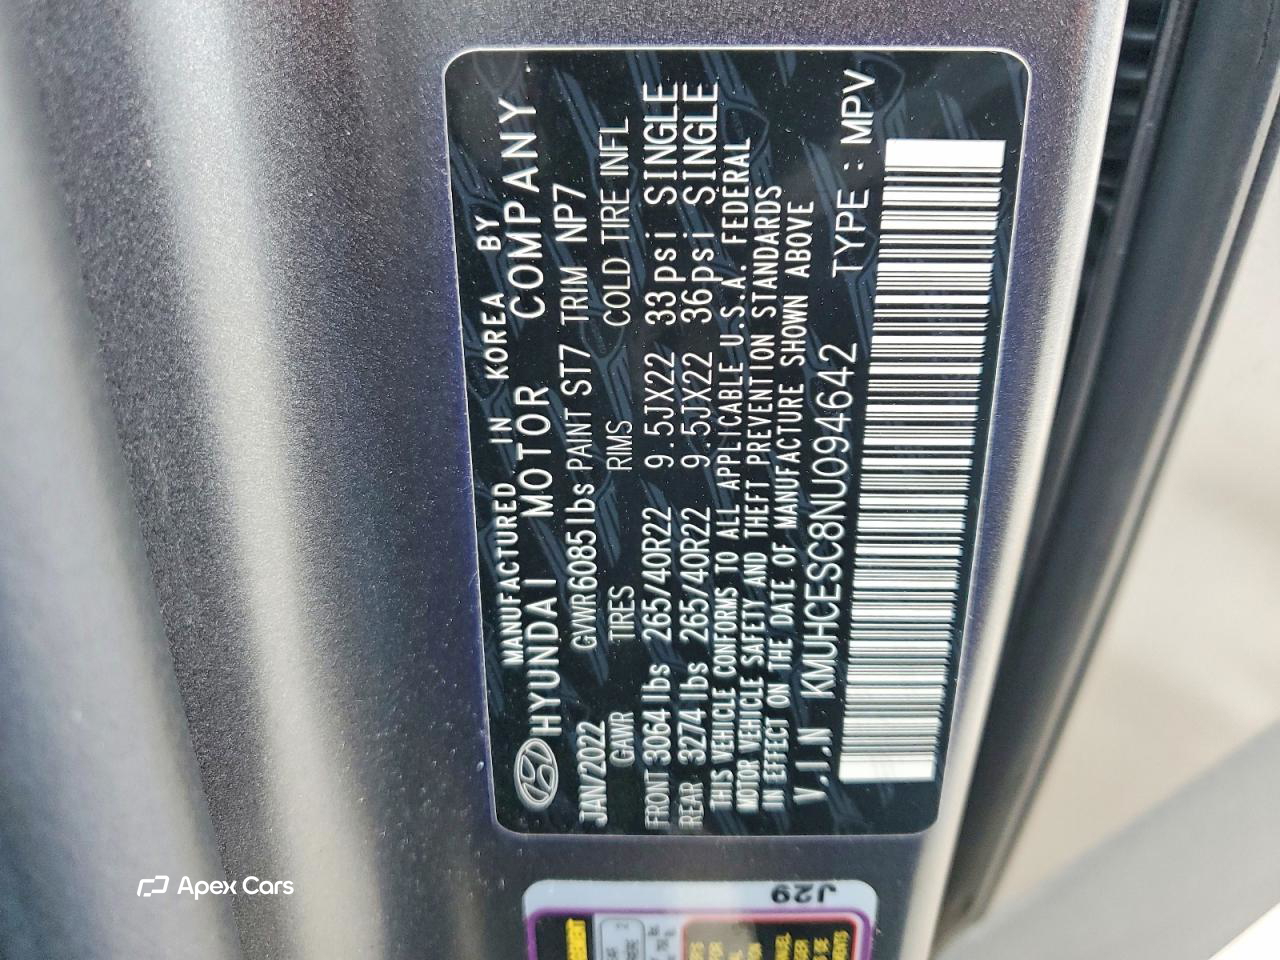 MANUFACTURED IN KOREA BY
HYUNDAI MOTOR COMPANY
JAN/2022 GVWR6085lbs PAINT ST7 TRIM NP7
GAWR TIRES RIMS COLD TIRE INFL
FRONT 3064lbs 265/40R22 9.5JX22 33psi SINGLE
REAR 3274lbs 265/40R22 9.5JX22 36psi SINGLE
THIS VEHICLE CONFORMS TO ALL APPLICABLE U.S.A. FEDERAL
MOTOR VEHICLE SAFETY AND THEFT PREVENTION STANDARDS
IN EFFECT ON THE DATE OF MANUFACTURE SHOWN ABOVE
V.I.N KMUHCESC8NU094642 TYPE : MPV
J29
Apex Cars